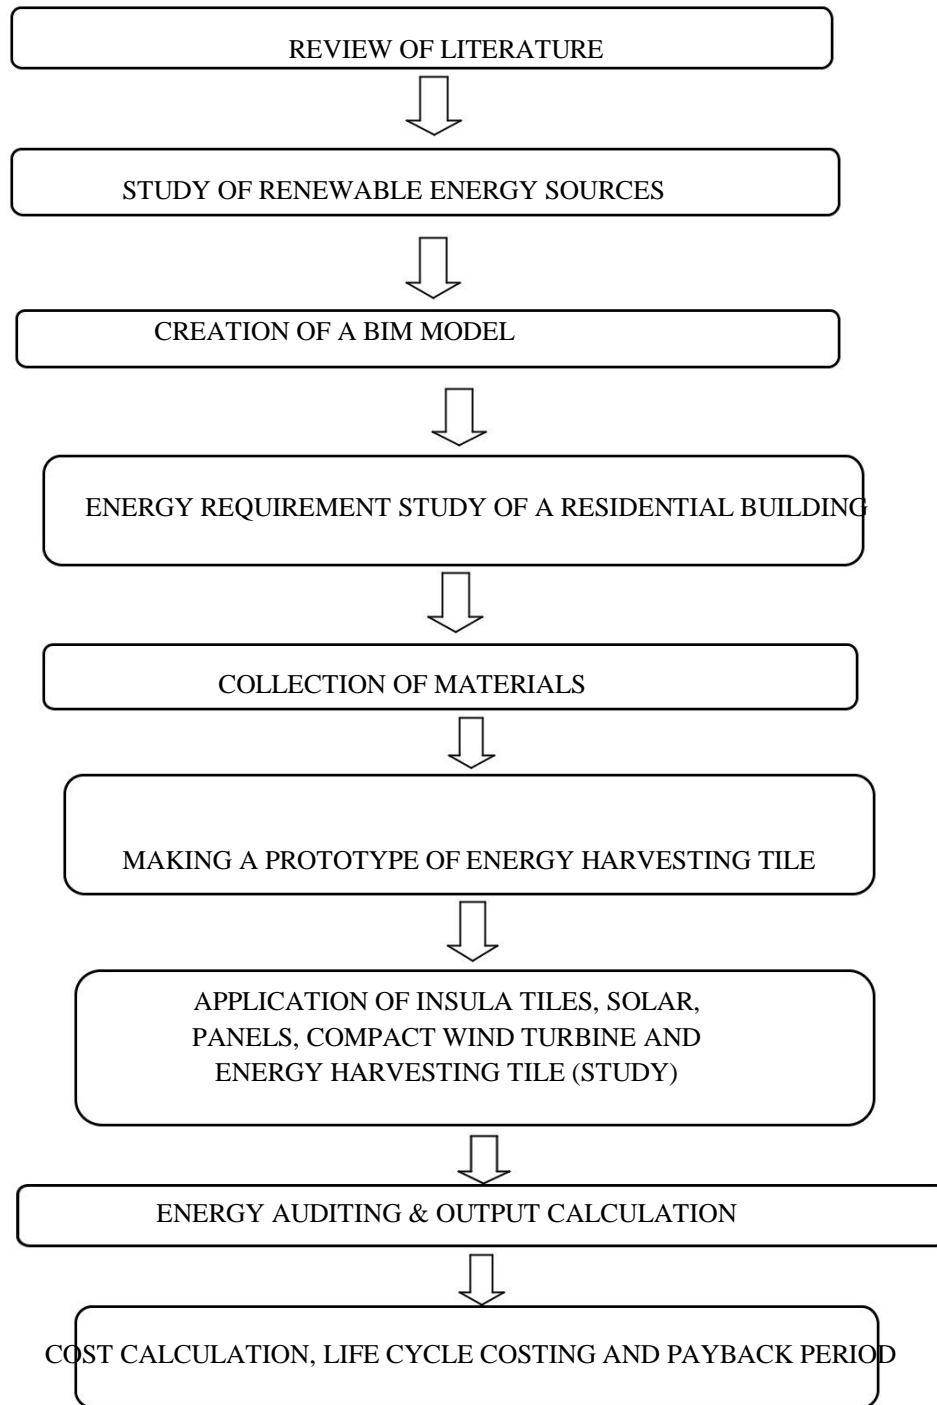 REVIEW OF LITERATURE
STUDY OF RENEWABLE ENERGY SOURCES
CREATION OF A BIM MODEL
ENERGY REQUIREMENT STUDY OF A RESIDENTIAL BUILDING
COLLECTION OF MATERIALS
MAKING A PROTOTYPE OF ENERGY HARVESTING TILE
APPLICATION OF INSULA TILES, SOLAR,
PANELS, COMPACT WIND TURBINE AND
ENERGY HARVESTING TILE (STUDY)
ENERGY AUDITING & OUTPUT CALCULATION
COST CALCULATION, LIFE CYCLE COSTING AND PAYBACK PERIOD